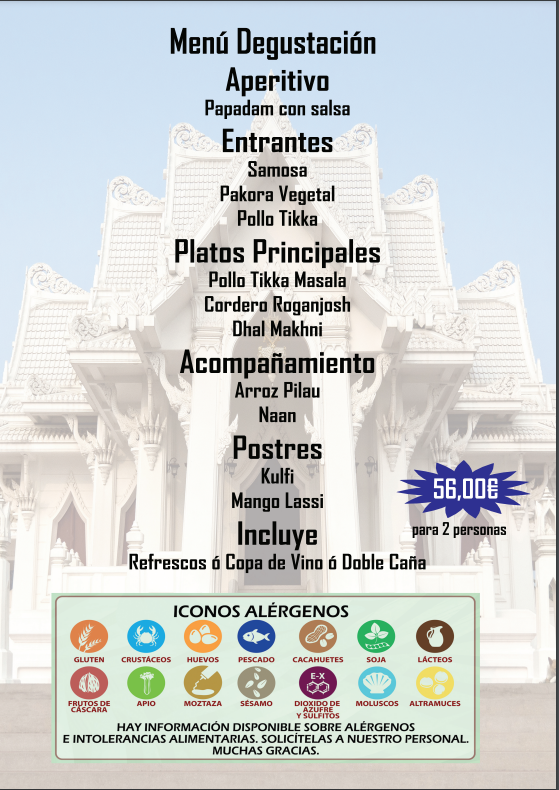 Menú Degustación
Aperitivo
Papadam con salsa
Entrantes
Samosa
Pakora Vegetal
Pollo Tikka
Platos Principales
Pollo Tikka Masala
Cordero Roganjosh
Dhal Makhni
Acompañamiento
Arroz Pilau
Naan
Postres
Kulfi
Mango Lassi
56,00€
para 2 personas
Incluye
Refrescos ó Copa de Vino ó Doble Caña
ICONOS ALÉRGENOS
GLUTEN
CRUSTÁCEOS
HUEVOS
PESCADO
CACAHUETES
SOJA
LÁCTEOS
FRUTOS DE
CÁSCARA
APIO
MOZTAZA
SÉSAMO
E-X
DIOXIDO DE
AZUFRE
Y SULFITOS
MOLUSCOS
ALTRAMUCES
HAY INFORMACIÓN DISPONIBLE SOBRE ALÉRGENOS
E INTOLERANCIAS ALIMENTARIAS. SOLICÍTELAS A NUESTRO PERSONAL.
MUCHAS GRACIAS.